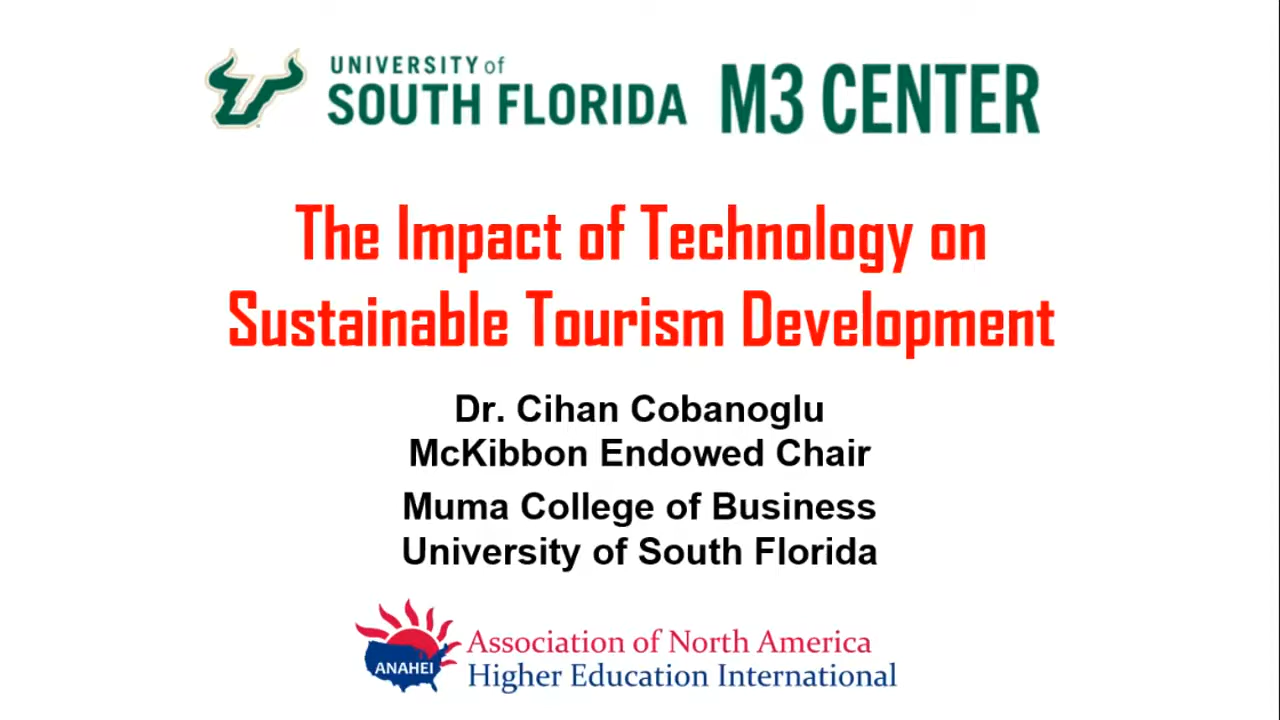 UNIVERSITY of
SOUTH FLORIDA M3 CENTER
The Impact of Technology on
Sustainable Tourism Development
Dr. Cihan Cobanoglu
McKibbon Endowed Chair
Muma College of Business
University of South Florida
ANAHEI
Association of North America
Higher Education International